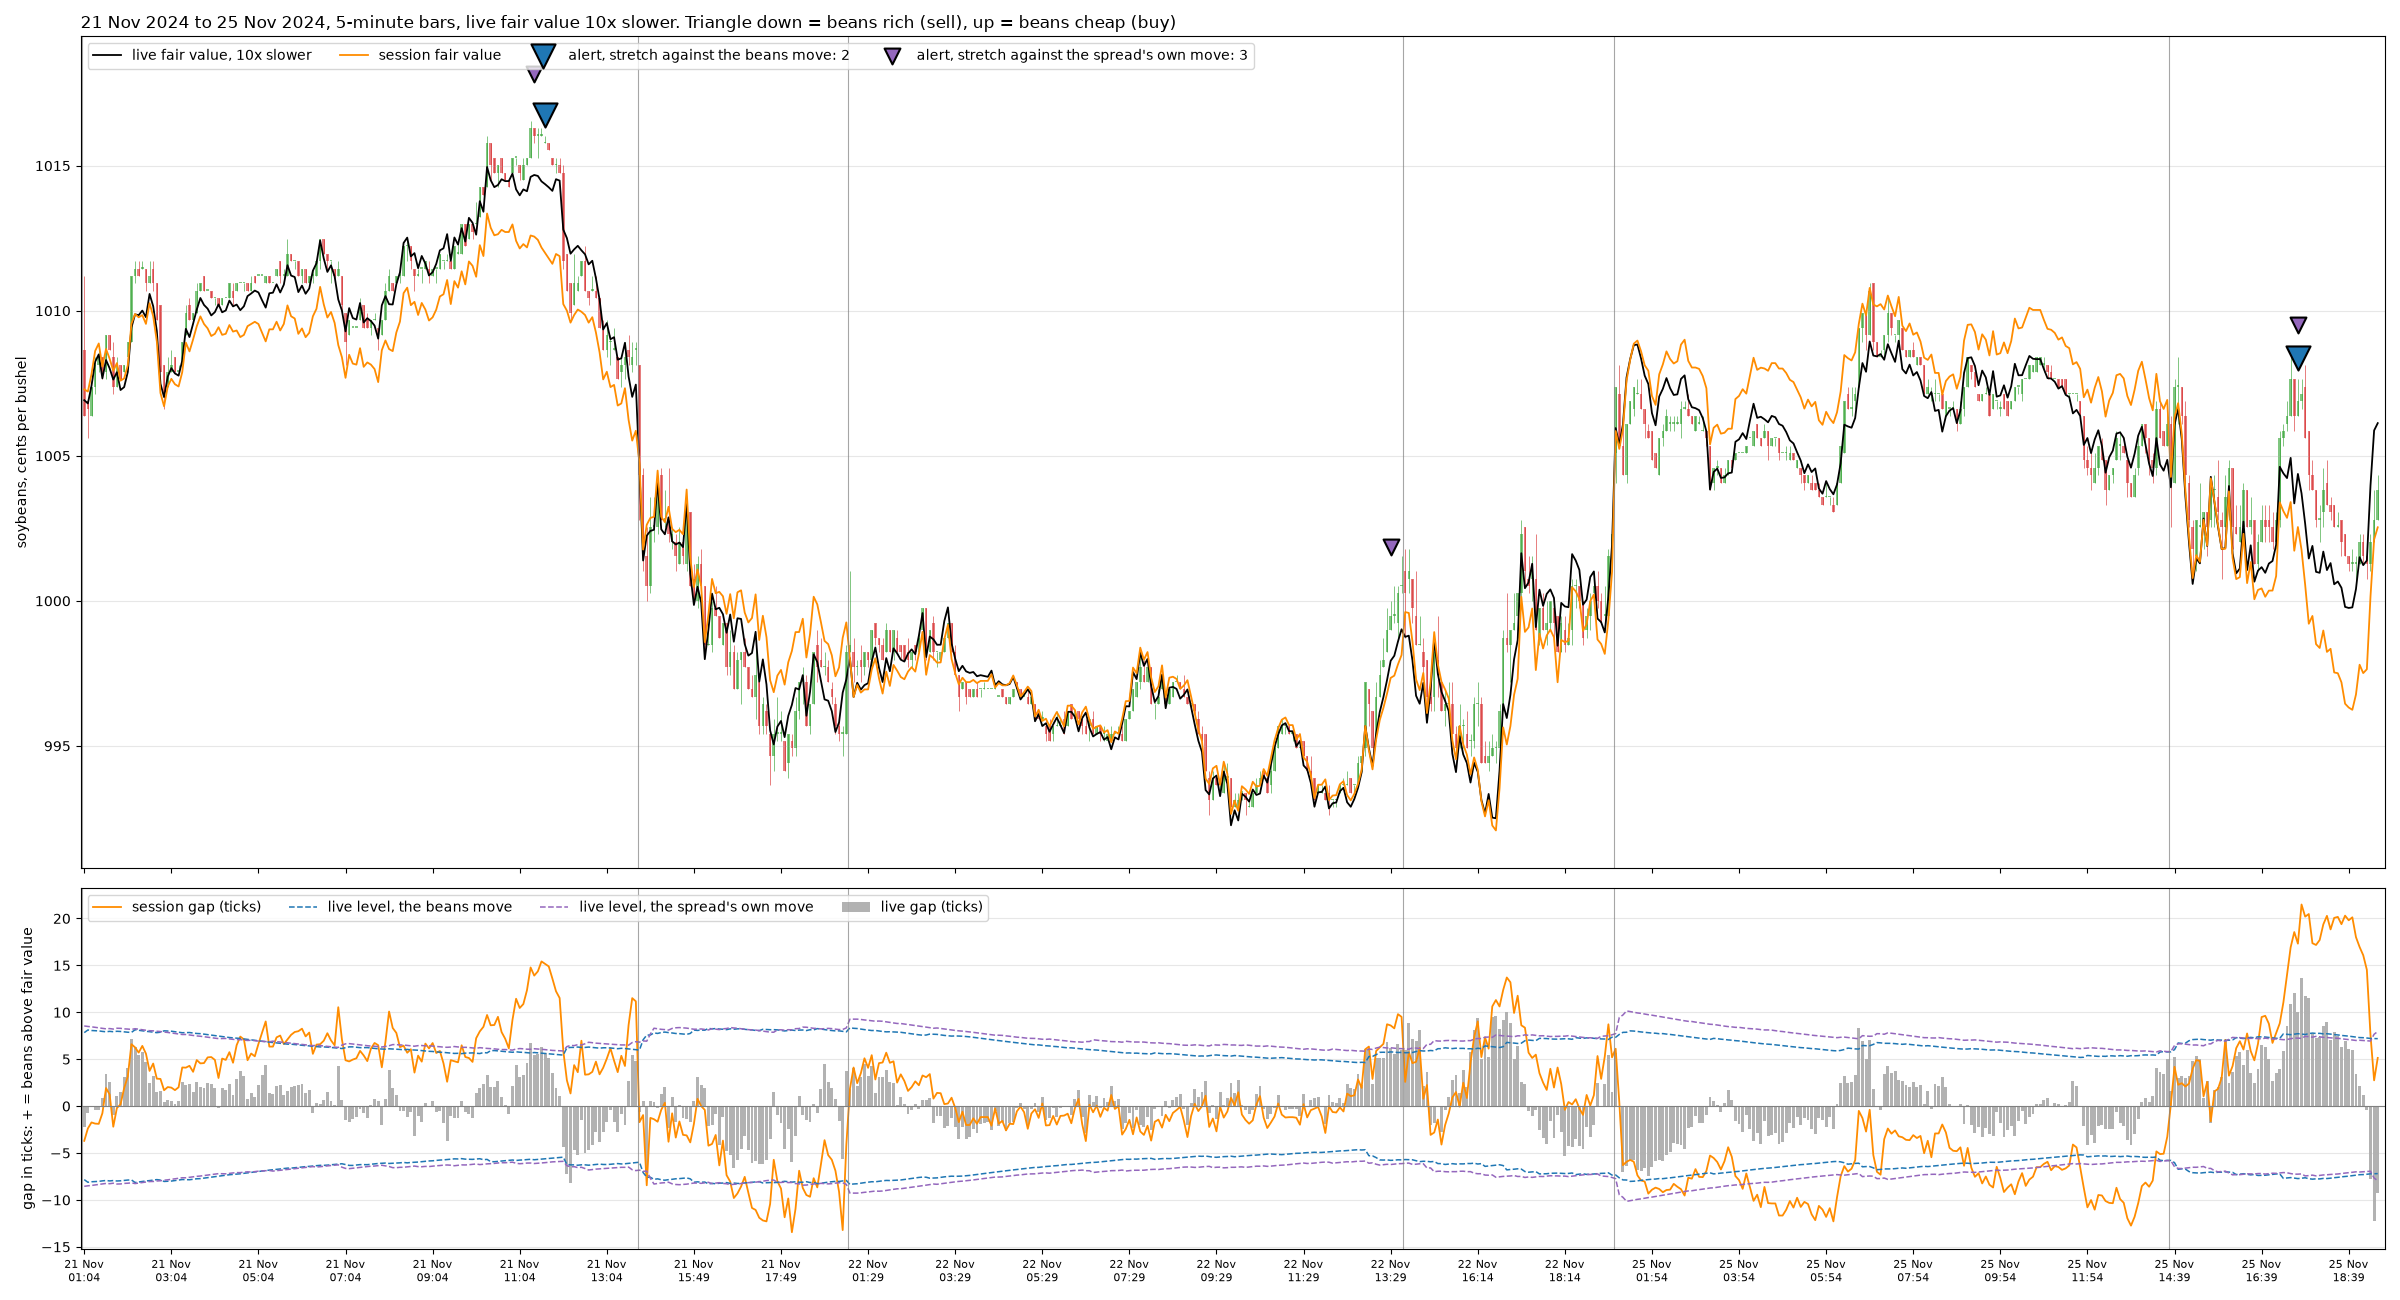 21 Nov 2024 to 25 Nov 2024, 5-minute bars, live fair value 10x slower. Triangle down = beans rich (sell), up = beans cheap (buy)
live fair value, 10x slower
session fair value
alert, stretch against the beans move: 2
alert, stretch against the spread's own move: 3
soybeans, cents per bushel
1015
1010
1005
1000
995
session gap (ticks)
live level, the beans move
live level, the spread's own move
live gap (ticks)
gap in ticks: + = beans above fair value
20
15
10
5
0
−5
−10
−15
21 Nov
01:04
21 Nov
03:04
21 Nov
05:04
21 Nov
07:04
21 Nov
09:04
21 Nov
11:04
21 Nov
13:04
21 Nov
15:49
21 Nov
17:49
22 Nov
01:29
22 Nov
03:29
22 Nov
05:29
22 Nov
07:29
22 Nov
09:29
22 Nov
11:29
22 Nov
13:29
22 Nov
16:14
22 Nov
18:14
25 Nov
01:54
25 Nov
03:54
25 Nov
05:54
25 Nov
07:54
25 Nov
09:54
25 Nov
11:54
25 Nov
14:39
25 Nov
16:39
25 Nov
18:39